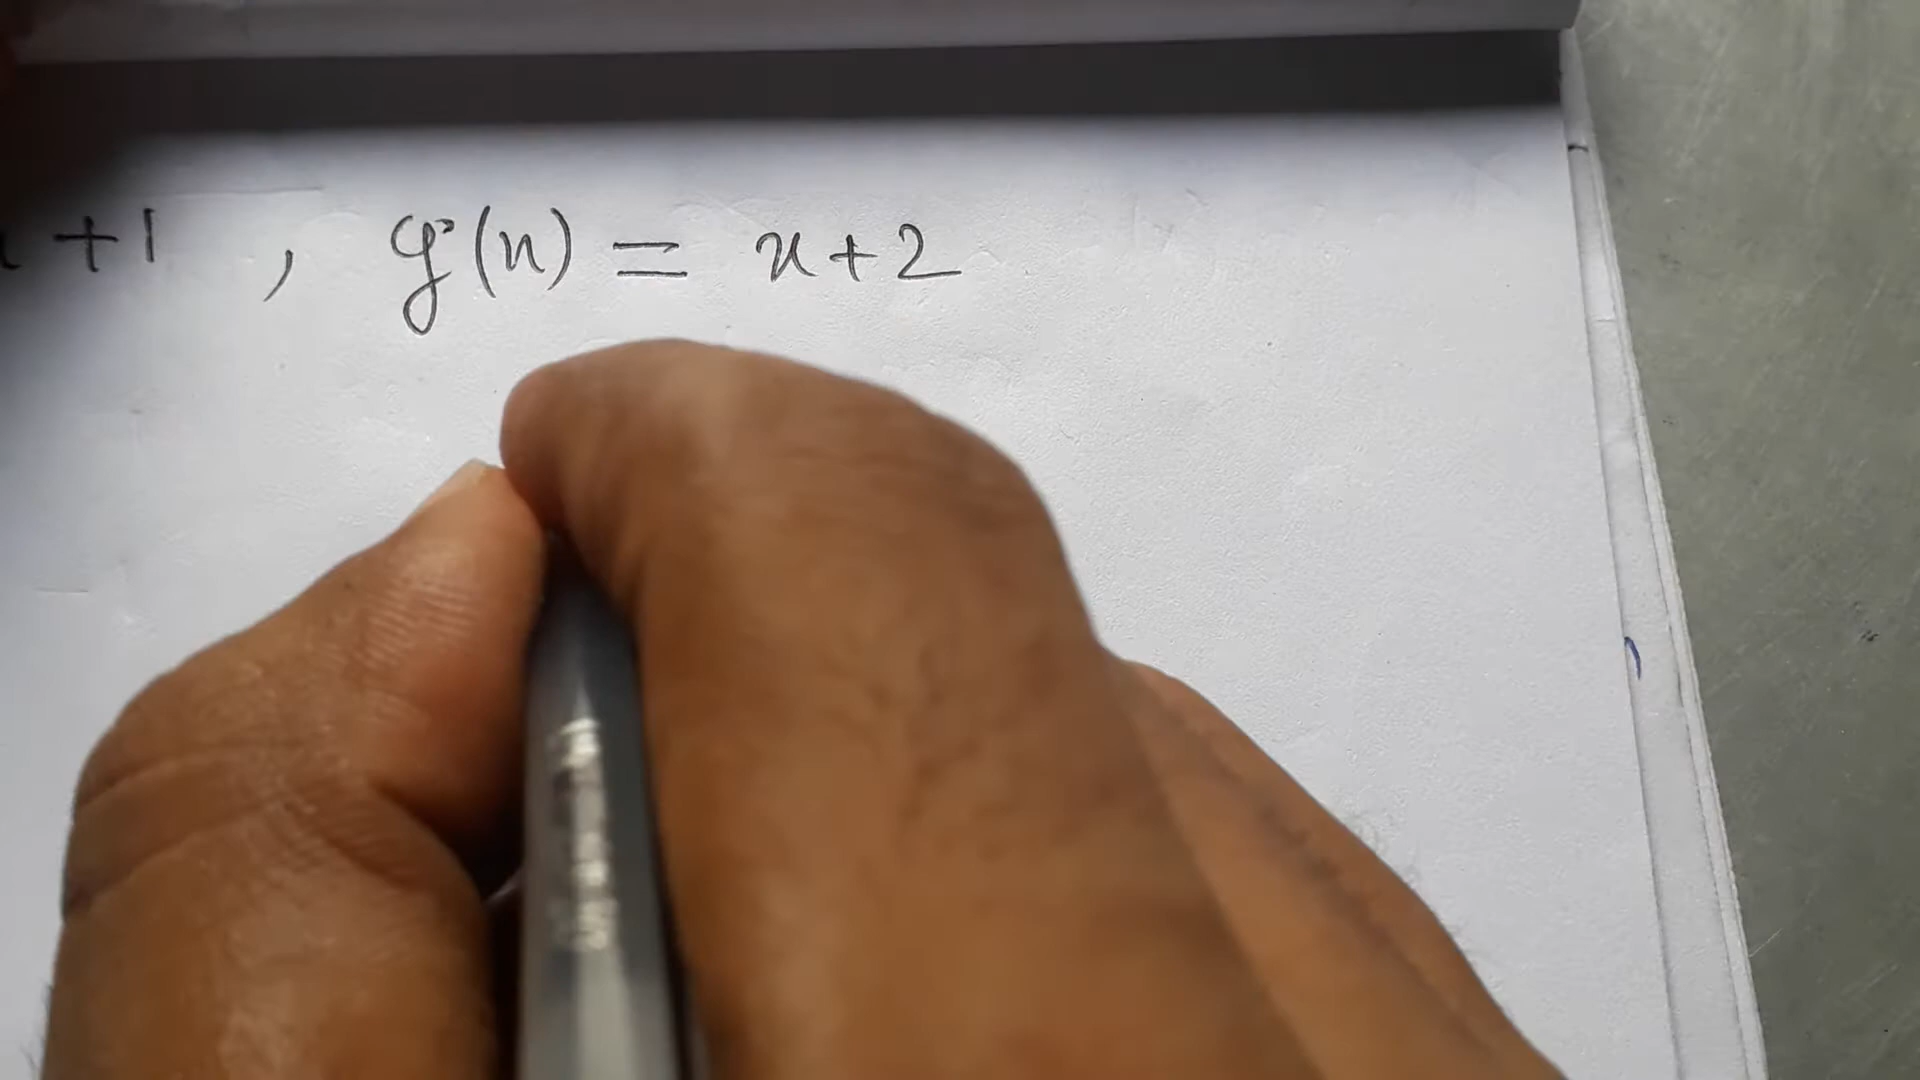 +1 , g(x) = x+2